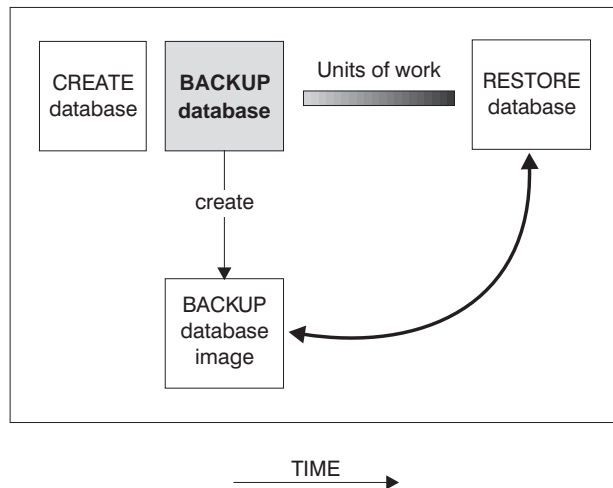 CREATE
database
BACKUP
database
Units of work
RESTORE
database
create
BACKUP
database
image
TIME